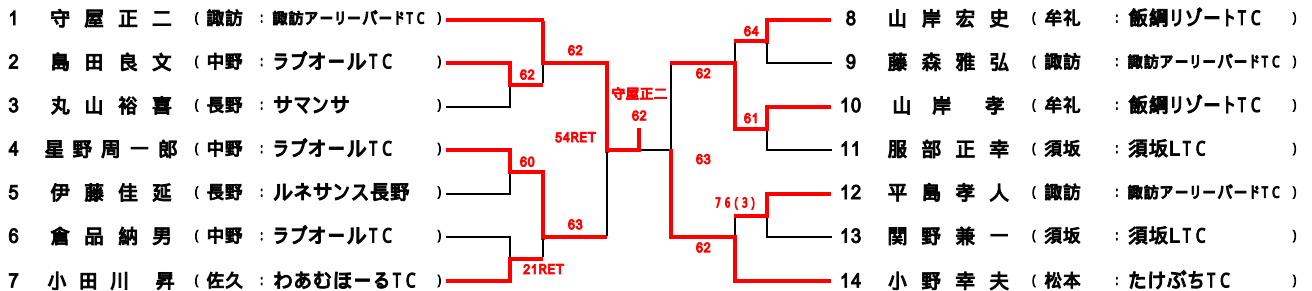 1 守屋正二 ( 諏訪 : 諏訪アーリーバードTC )
2 島田良文 ( 中野 : ラブオールTC )
3 丸山裕喜 ( 長野 : サマンサ )
4 星野周一郎 ( 中野 : ラブオールTC )
5 伊藤佳延 ( 長野 : ルネサンス長野 )
6 倉品納男 ( 中野 : ラブオールTC )
7 小田川 昇 ( 佐久 : わあむほーるTC )
62
62
60
63
21RET
54RET
守屋正二
62
63
64
62
61
76(3)
62
8 山岸宏史 ( 牟礼 : 飯綱リゾートTC )
9 藤森雅弘 ( 諏訪 : 諏訪アーリーバードTC )
10 山岸 孝 ( 牟礼 : 飯綱リゾートTC )
11 服部正幸 ( 須坂 : 須坂LTC )
12 平島孝人 ( 諏訪 : 諏訪アーリーバードTC )
13 関野兼一 ( 須坂 : 須坂LTC )
14 小野幸夫 ( 松本 : たけぶちTC )